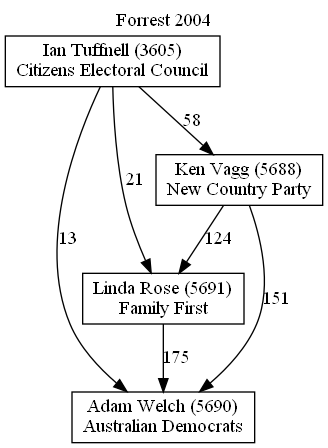 Forrest 2004
Ian Tuffnell (3605)
Citizens Electoral Council
58
Ken Vagg (5688)
New Country Party
21
13
124
Linda Rose (5691)
Family First
151
175
Adam Welch (5690)
Australian Democrats